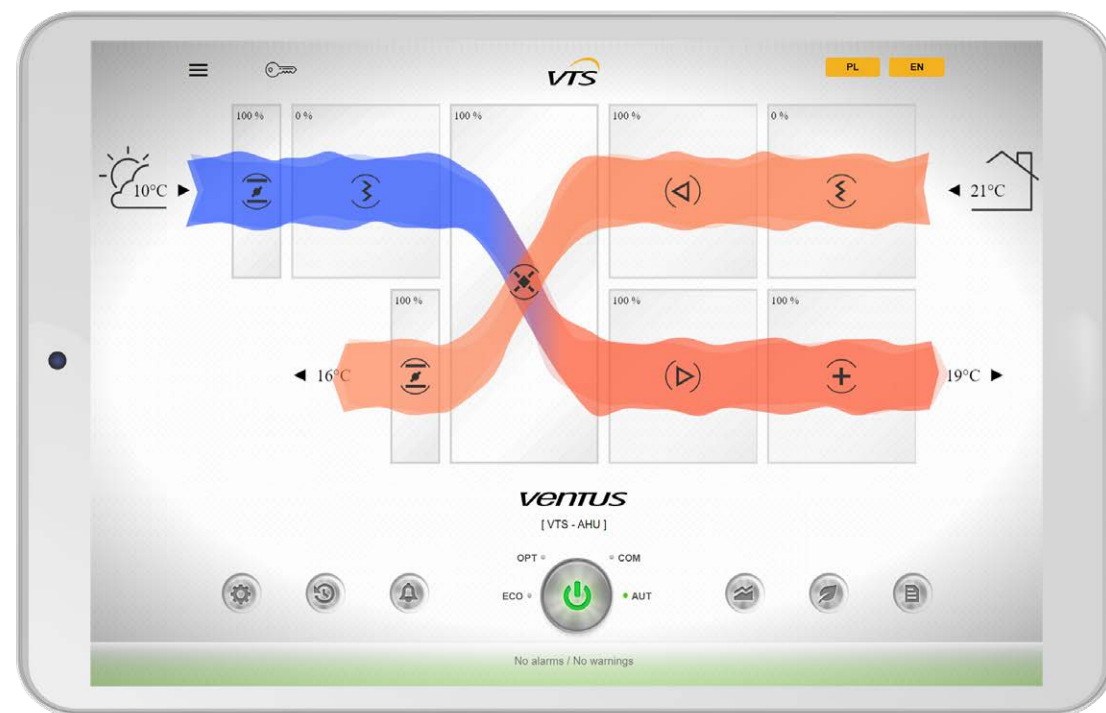 VTS
PL EN
100 % 0 % 100 % 100 % 0 %
10°C 21°C
100 % 100 % 100 %
16°C 19°C
VENTUS
[ VTS - AHU ]
OPT COM
ECO AUT
No alarms / No warnings